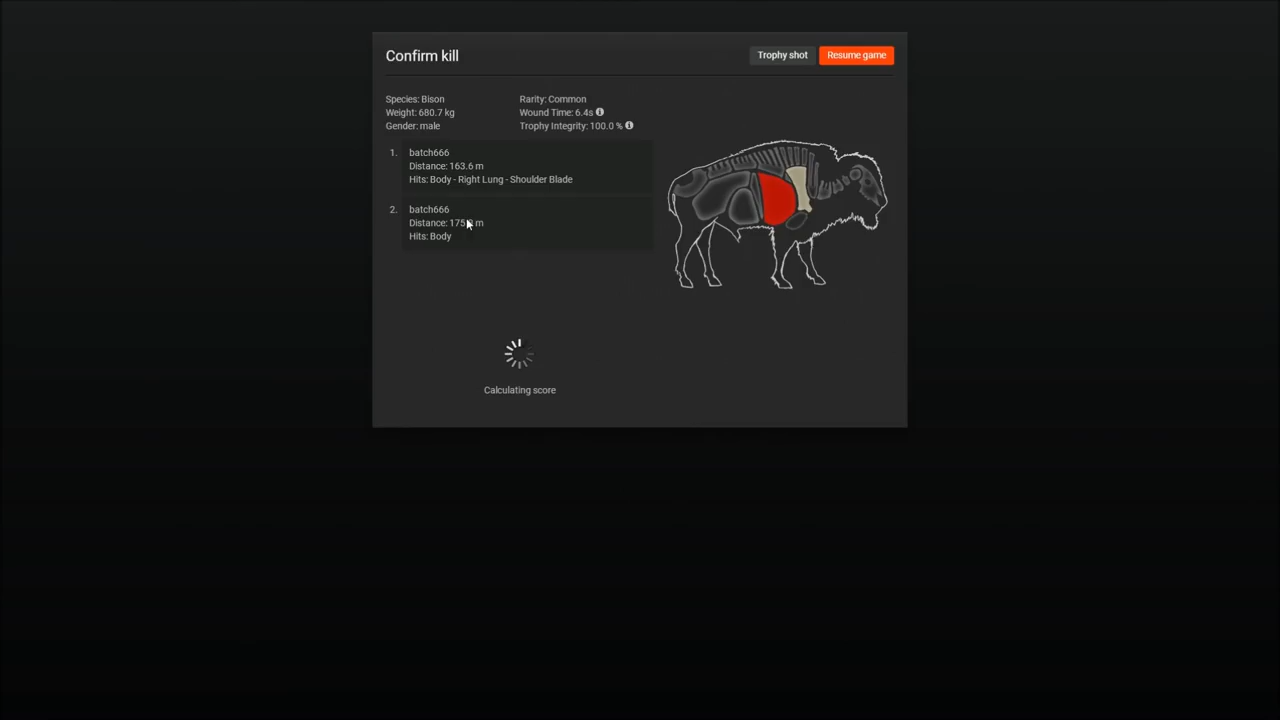 Confirm kill
Trophy shot
Resume game
Species: Bison
Weight: 680.7 kg
Gender: male
Rarity: Common
Wound Time: 6.4s
Trophy Integrity: 100.0 %
1.
batch666
Distance: 163.6 m
Hits: Body - Right Lung - Shoulder Blade
2.
batch666
Distance: m
Hits: Body
Calculating score